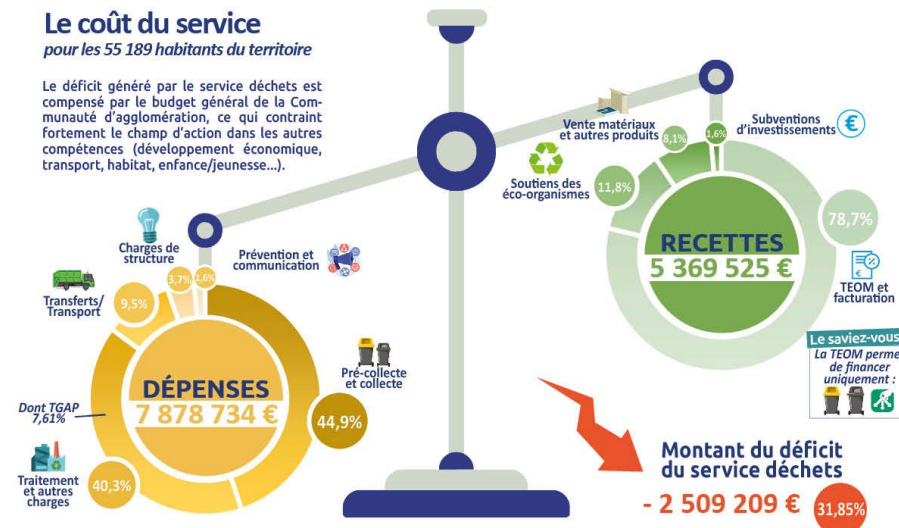 Le coût du service
pour les 55 189 habitants du territoire
Le déficit généré par le service déchets est
compensé par le budget général de la Com-
munauté d'agglomération, ce qui contraint
fortement le champ d'action dans les autres
compétences (développement économique,
transport, habitat, enfance/jeunesse...).
Charges de
structure
3,7%
Prévention et
communication
1,6%
Transferts/
Transport
9,5%
DÉPENSES
7 878 734 €
Pré-collecte
et collecte
44,9%
Dont TGAP
7,61%
Traitement
et autres
charges
40,3%
Vente matériaux
et autres produits
8,1%
Subventions
d'investissements
€
1,6%
Soutiens des
éco-organismes
11,8%
RECETTES
5 369 525 €
78,7%
TEOM et
facturation
Le saviez-vous
La TEOM perme
de financer
uniquement :
Montant du déficit
du service déchets
- 2 509 209 €
31,85%